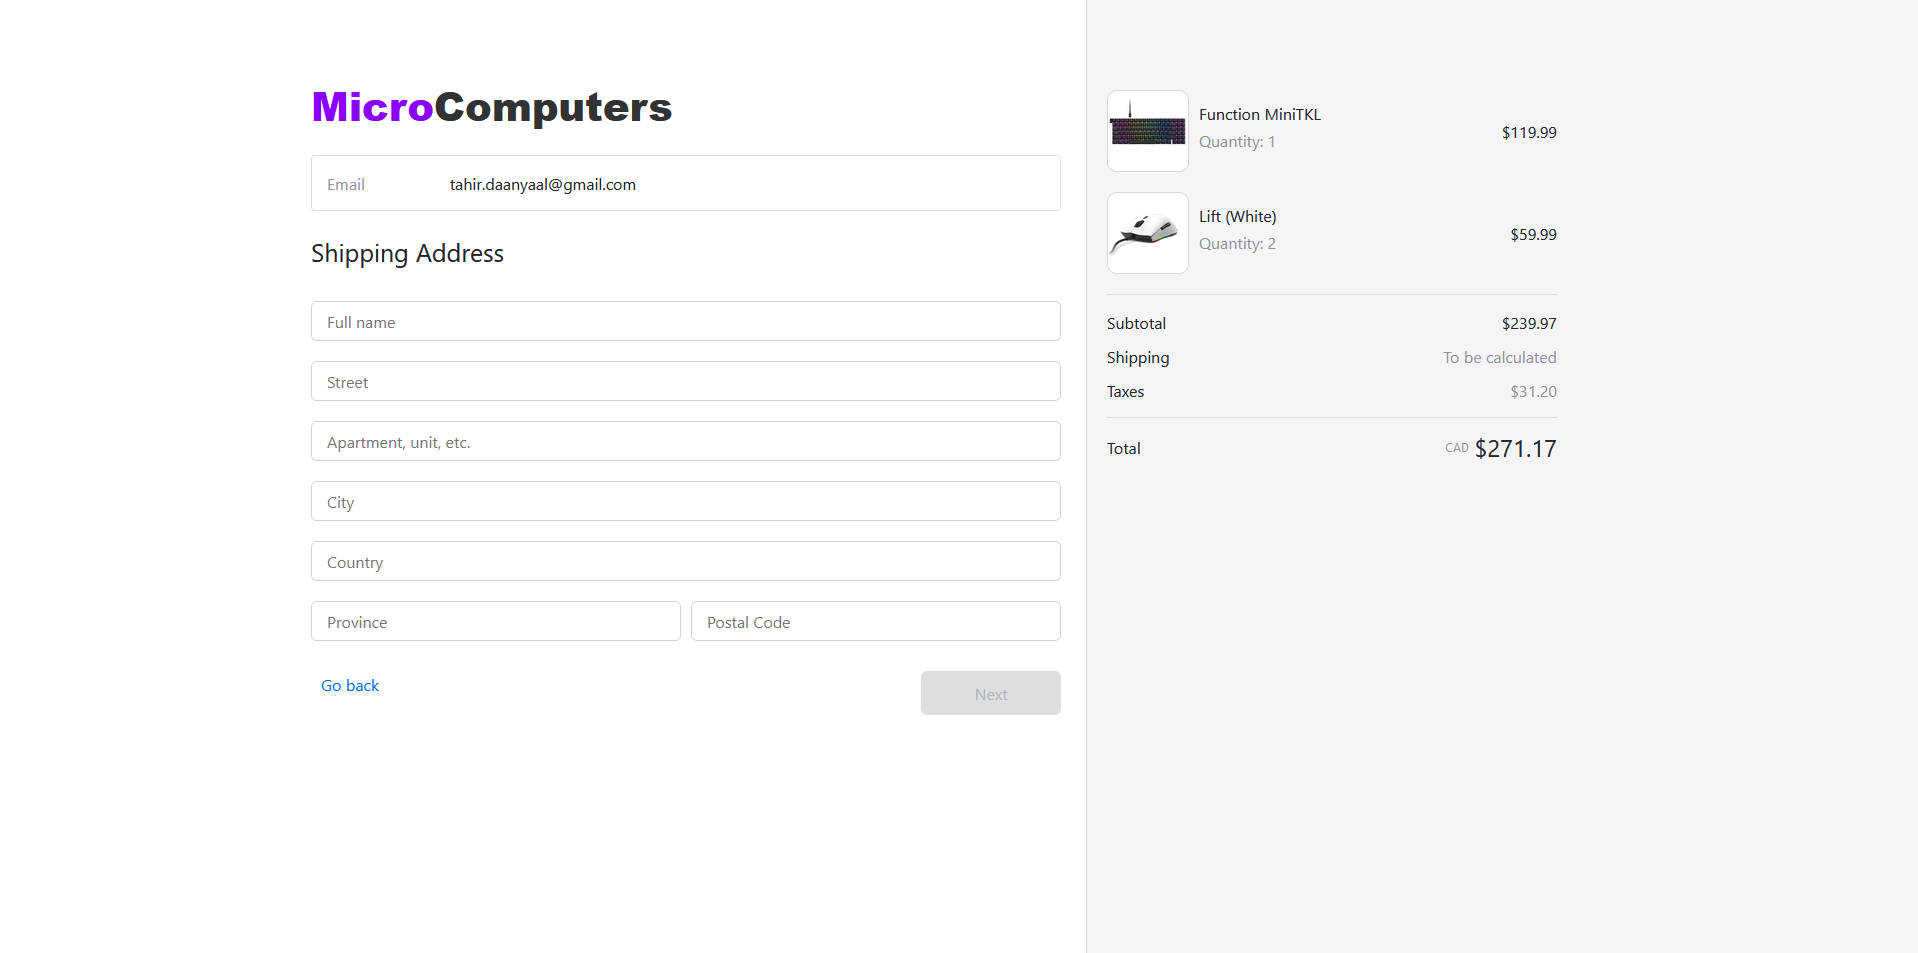 MicroComputers
Email tahir.daanyaal@gmail.com
Shipping Address
Full name
Street
Apartment, unit, etc.
City
Country
Province Postal Code
Go back Next
Function MiniTKL
Quantity: 1
$119.99
Lift (White)
Quantity: 2
$59.99
Subtotal $239.97
Shipping To be calculated
Taxes $31.20
Total CAD $271.17